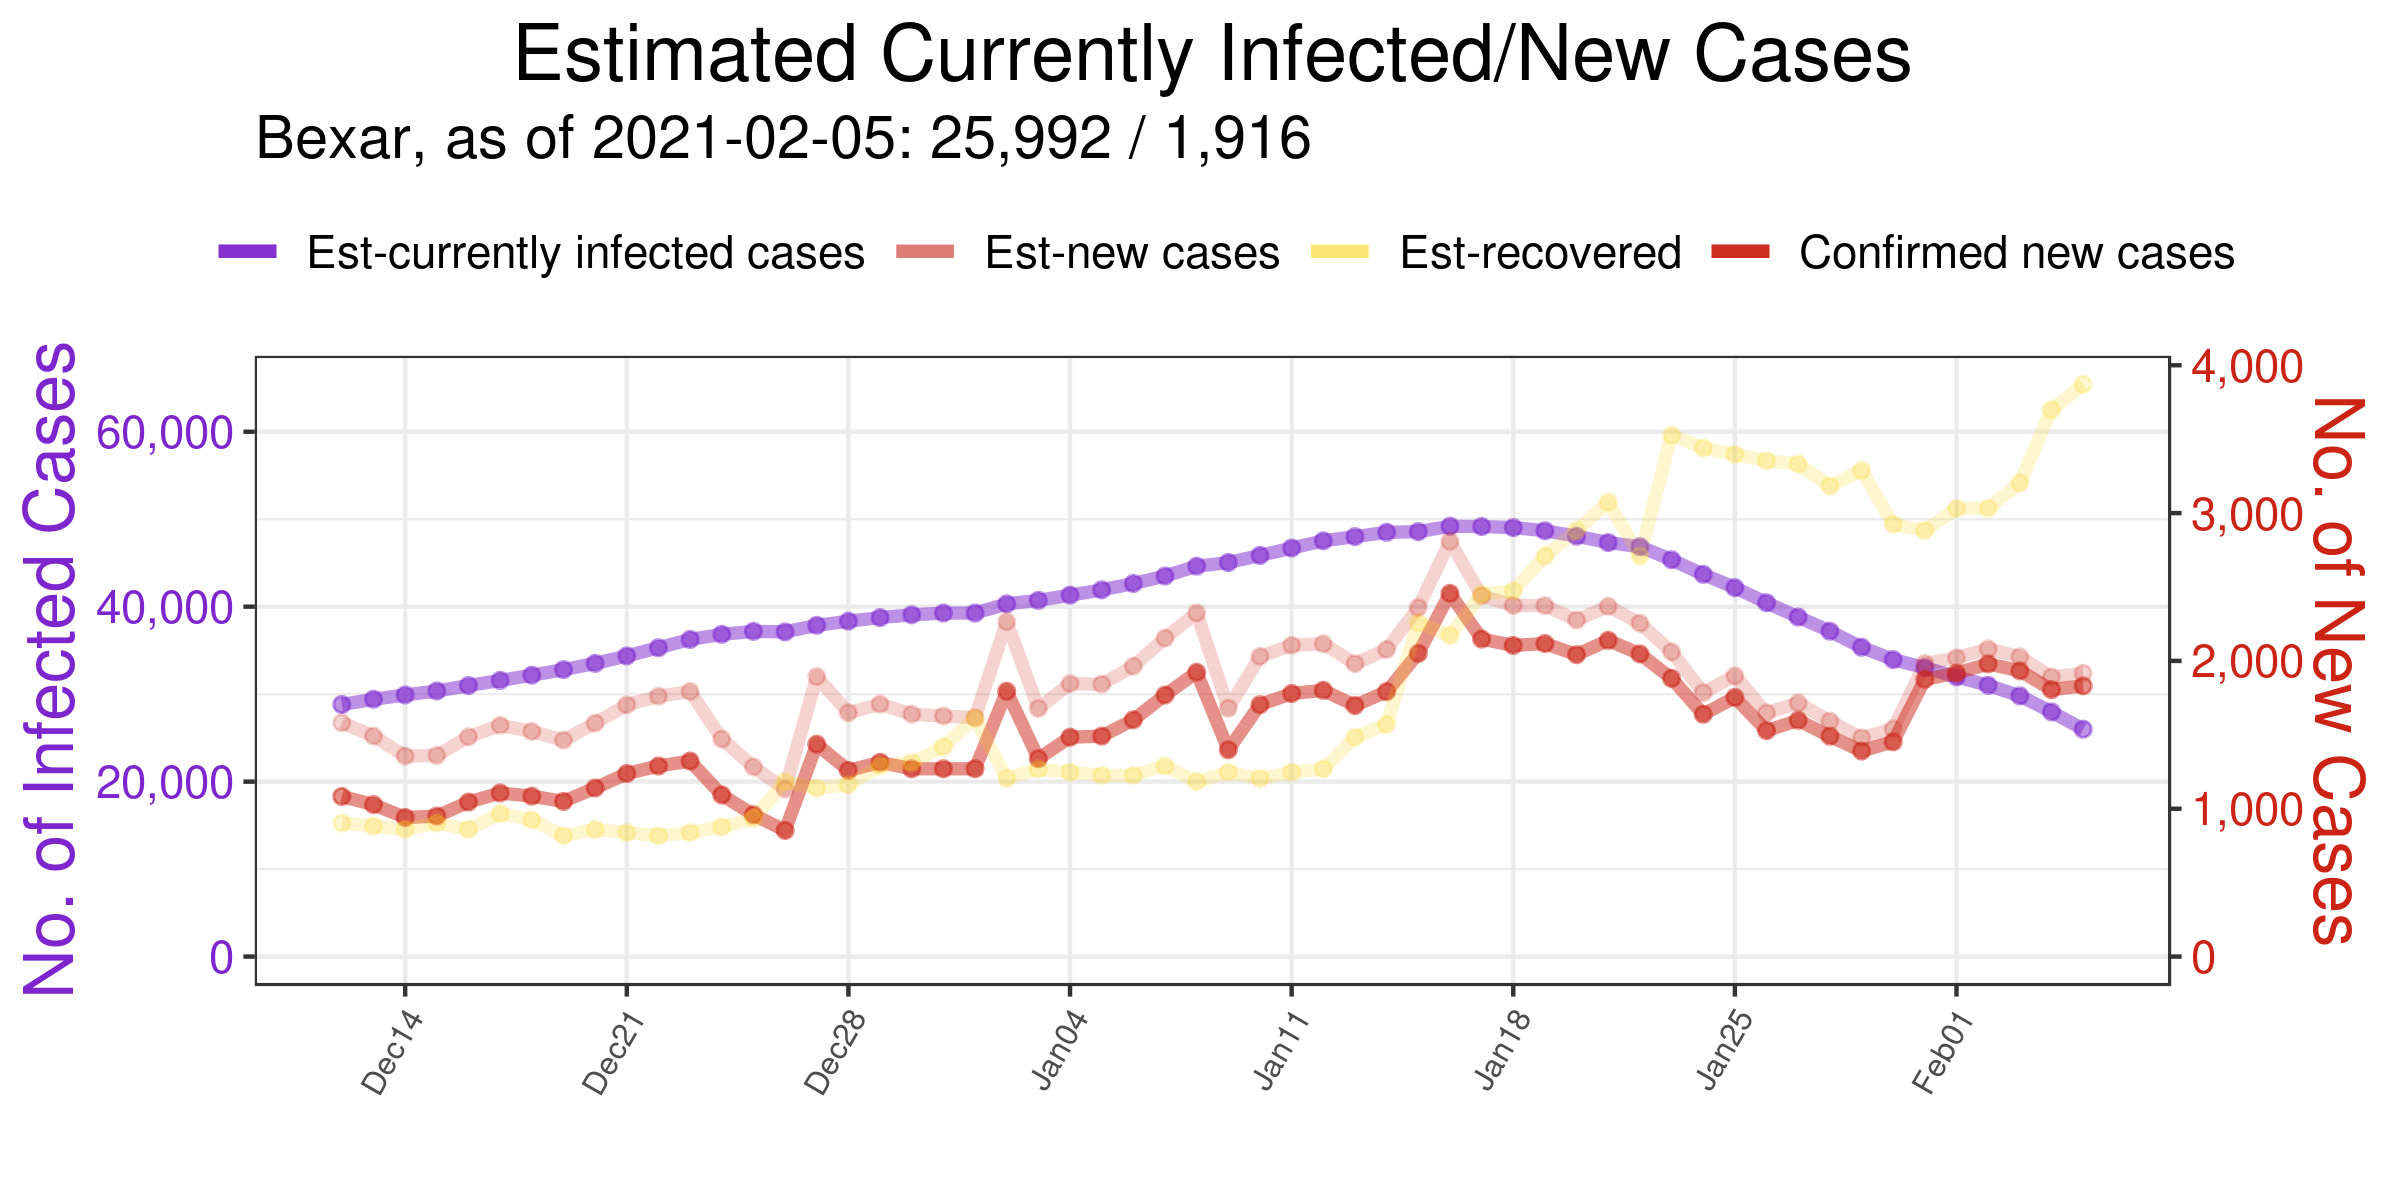 Estimated Currently Infected/New Cases
Bexar, as of 2021-02-05: 25,992 / 1,916
Est-currently infected cases Est-new cases Est-recovered Confirmed new cases
No. of Infected Cases
60,000
40,000
20,000
0
4,000
3,000
2,000
1,000
0
No. of New Cases
Dec14 Dec21 Dec28 Jan04 Jan11 Jan18 Jan25 Feb01